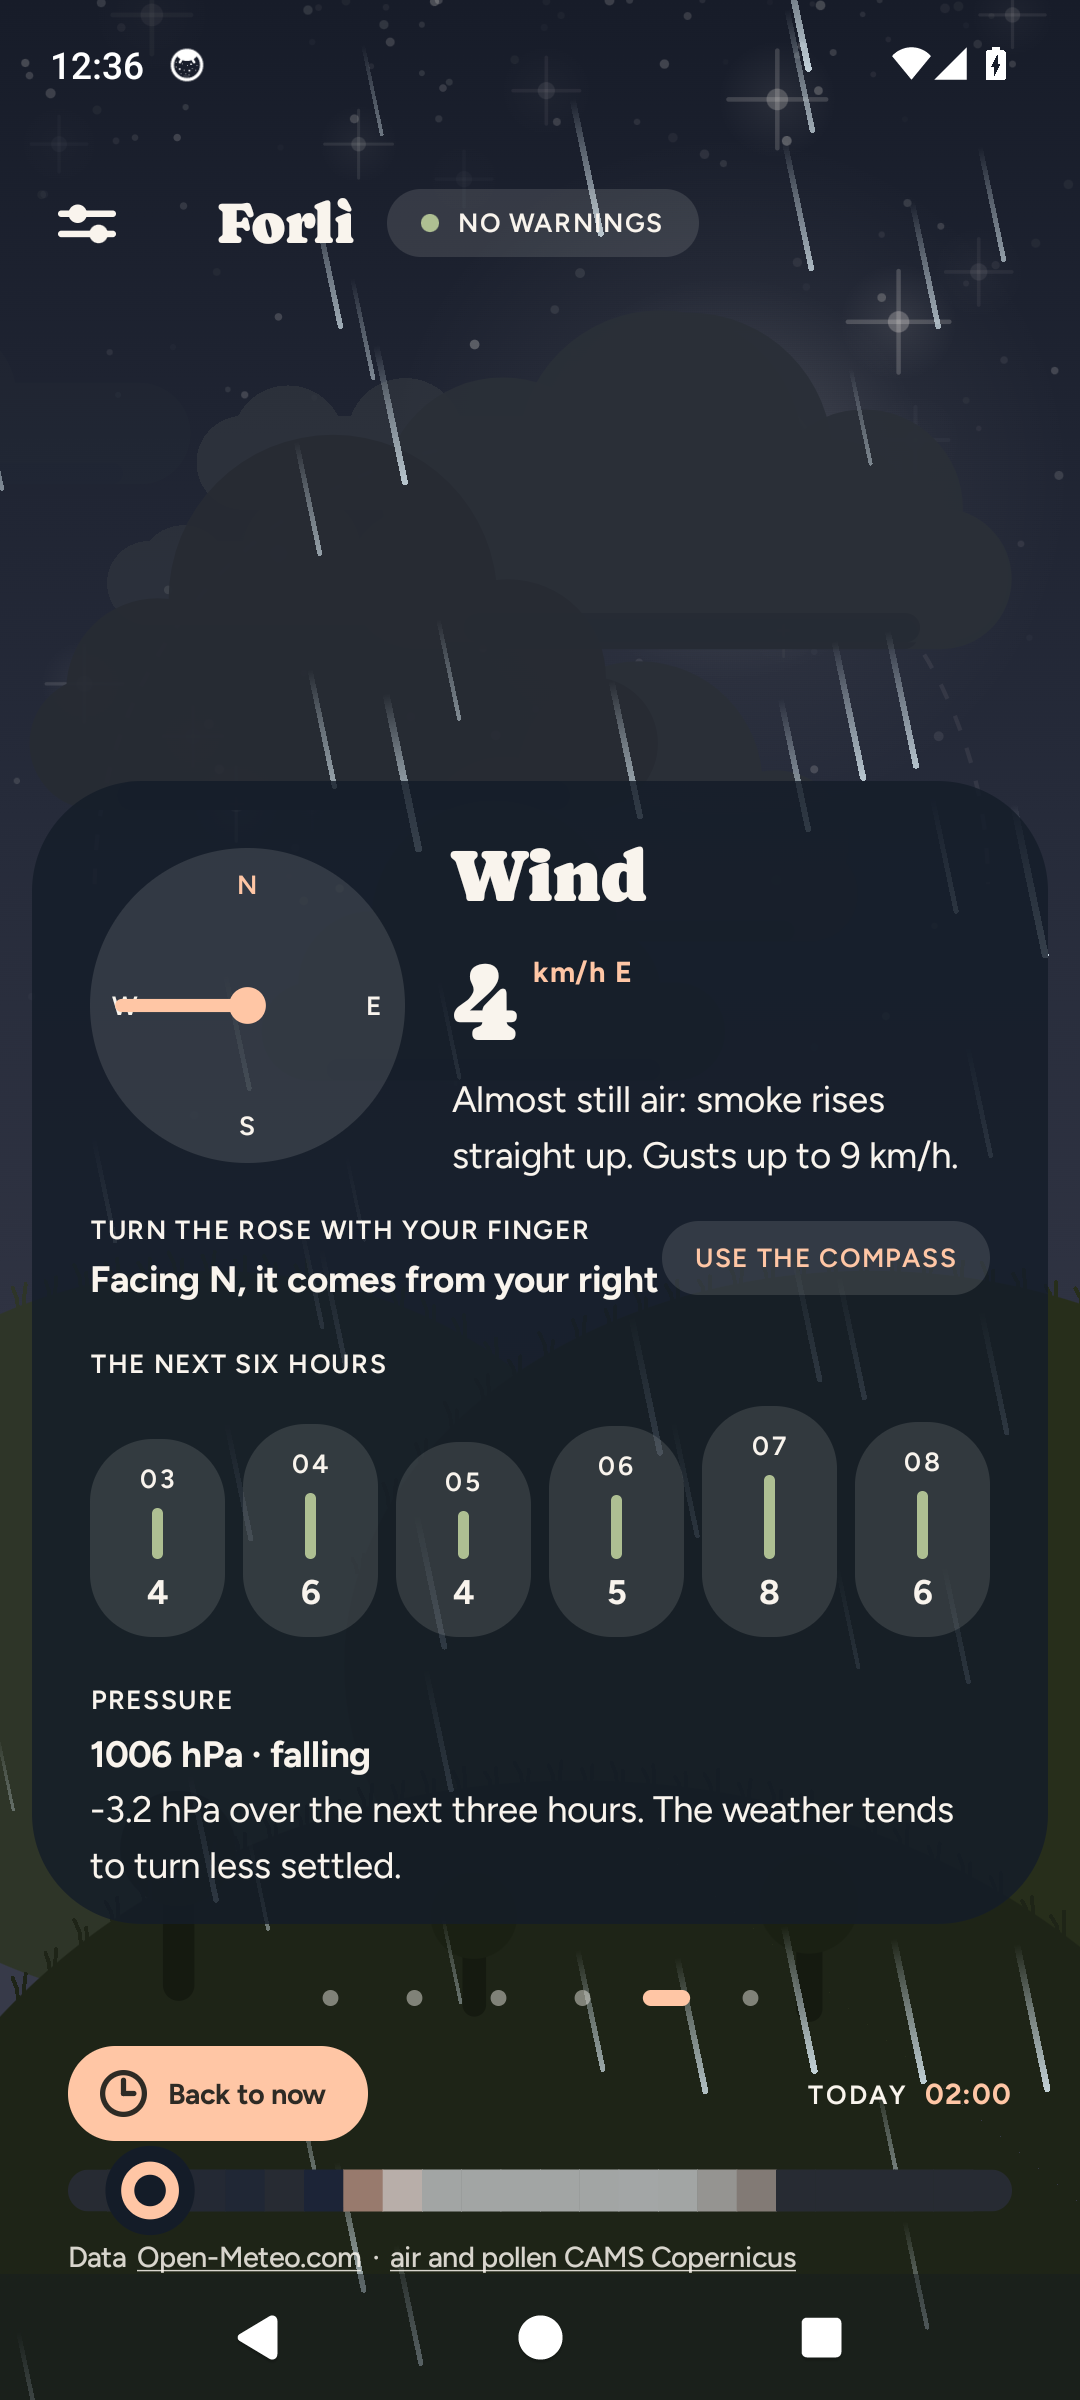 12:36
Forlì
NO WARNINGS
N
W
E
S
Wind
4 km/h E
Almost still air: smoke rises
straight up. Gusts up to 9 km/h.
TURN THE ROSE WITH YOUR FINGER
Facing N, it comes from your right
USE THE COMPASS
THE NEXT SIX HOURS
03 04 05 06 07 08
4 6 4 5 8 6
PRESSURE
1006 hPa · falling
-3.2 hPa over the next three hours. The weather tends
to turn less settled.
Back to now
TODAY 02:00
Data Open-Meteo.com · air and pollen CAMS Copernicus